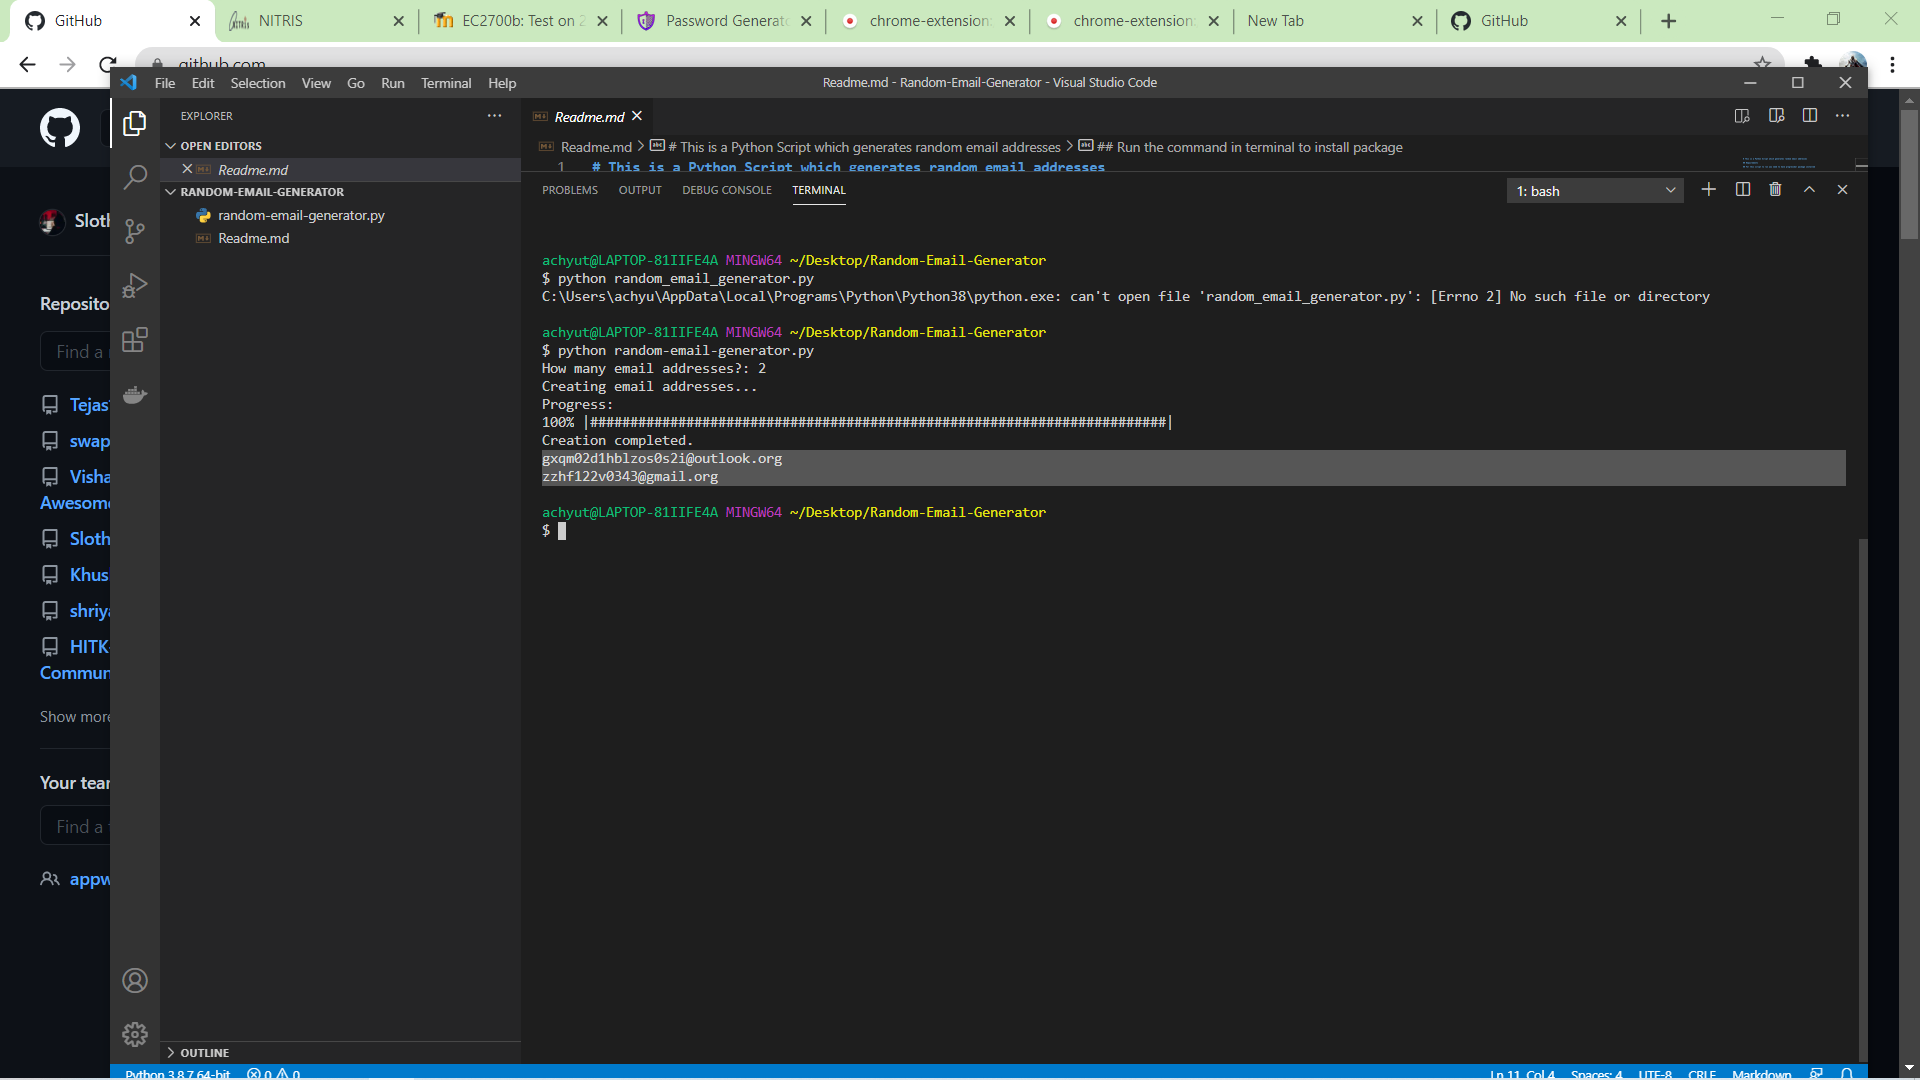 GitHub
NITRIS
EC2700b: Test on 2
Password Generat
chrome-extension:
chrome-extension:
New Tab
GitHub
github.com
File Edit Selection View Go Run Terminal Help
Readme.md - Random-Email-Generator - Visual Studio Code
EXPLORER
OPEN EDITORS
Readme.md
RANDOM-EMAIL-GENERATOR
random-email-generator.py
Readme.md
OUTLINE
Readme.md
Readme.md > # This is a Python Script which generates random email addresses > ## Run the command in terminal to install package
1 # This is a Python Script which generates random email addresses
PROBLEMS OUTPUT DEBUG CONSOLE TERMINAL
1: bash
achyut@LAPTOP-81IIFE4A MINGW64 ~/Desktop/Random-Email-Generator
$ python random_email_generator.py
C:\Users\achyu\AppData\Local\Programs\Python\Python38\python.exe: can't open file 'random_email_generator.py': [Errno 2] No such file or directory
achyut@LAPTOP-81IIFE4A MINGW64 ~/Desktop/Random-Email-Generator
$ python random-email-generator.py
How many email addresses?: 2
Creating email addresses...
Progress:
100% |########################################################################|
Creation completed.
gxqm02d1hblzos0s2i@outlook.org
zzhf122v0343@gmail.org
achyut@LAPTOP-81IIFE4A MINGW64 ~/Desktop/Random-Email-Generator
$
Sloth
Reposito
Find a
Tejas
swap
Visha
Awesome
Sloth
Khus
shriya
HITK-
Commun
Show more
Your tear
Find a
appw
Python 3.8.7 64-bit 0 0
Ln 11, Col 4 Spaces: 4 UTF-8 CRLF Markdown